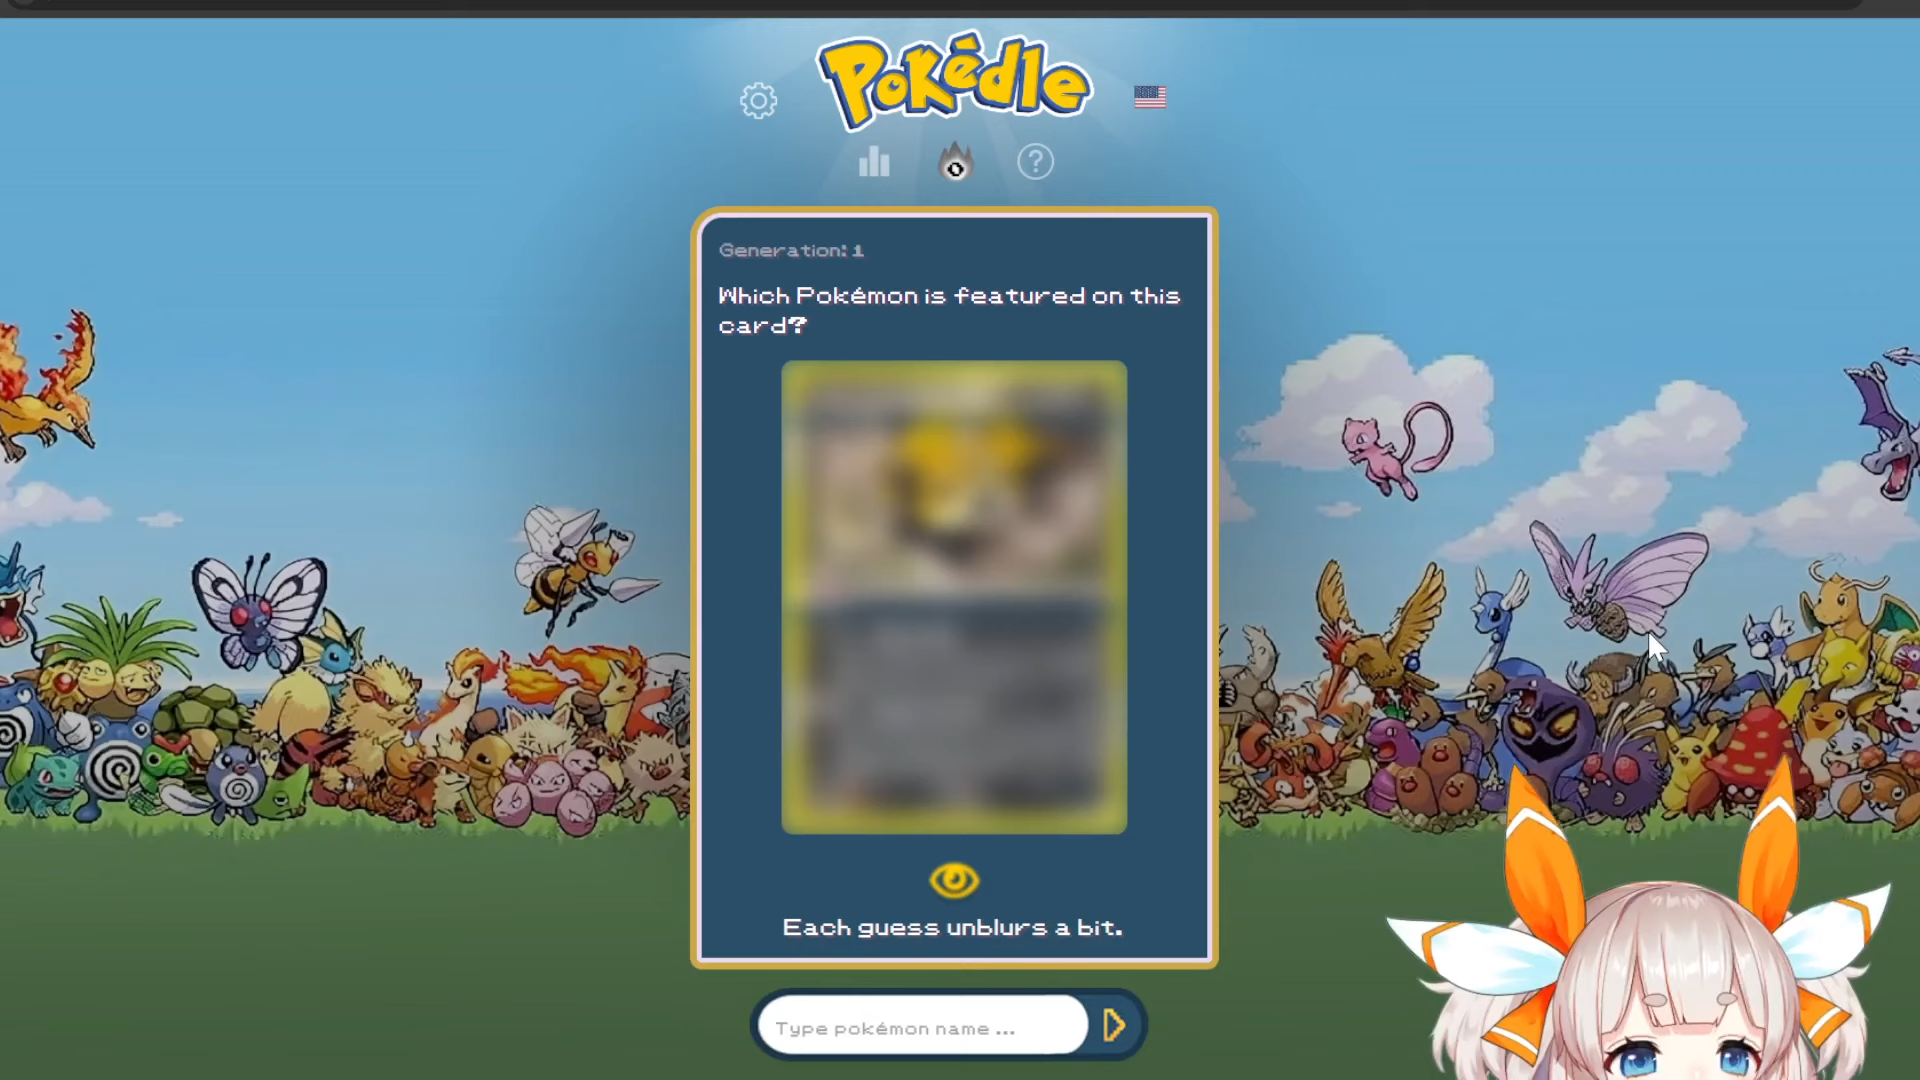 Pokédle
Generation: 1
Which Pokémon is featured on this
card?
Each guess unblurs a bit.
Type pokémon name ...